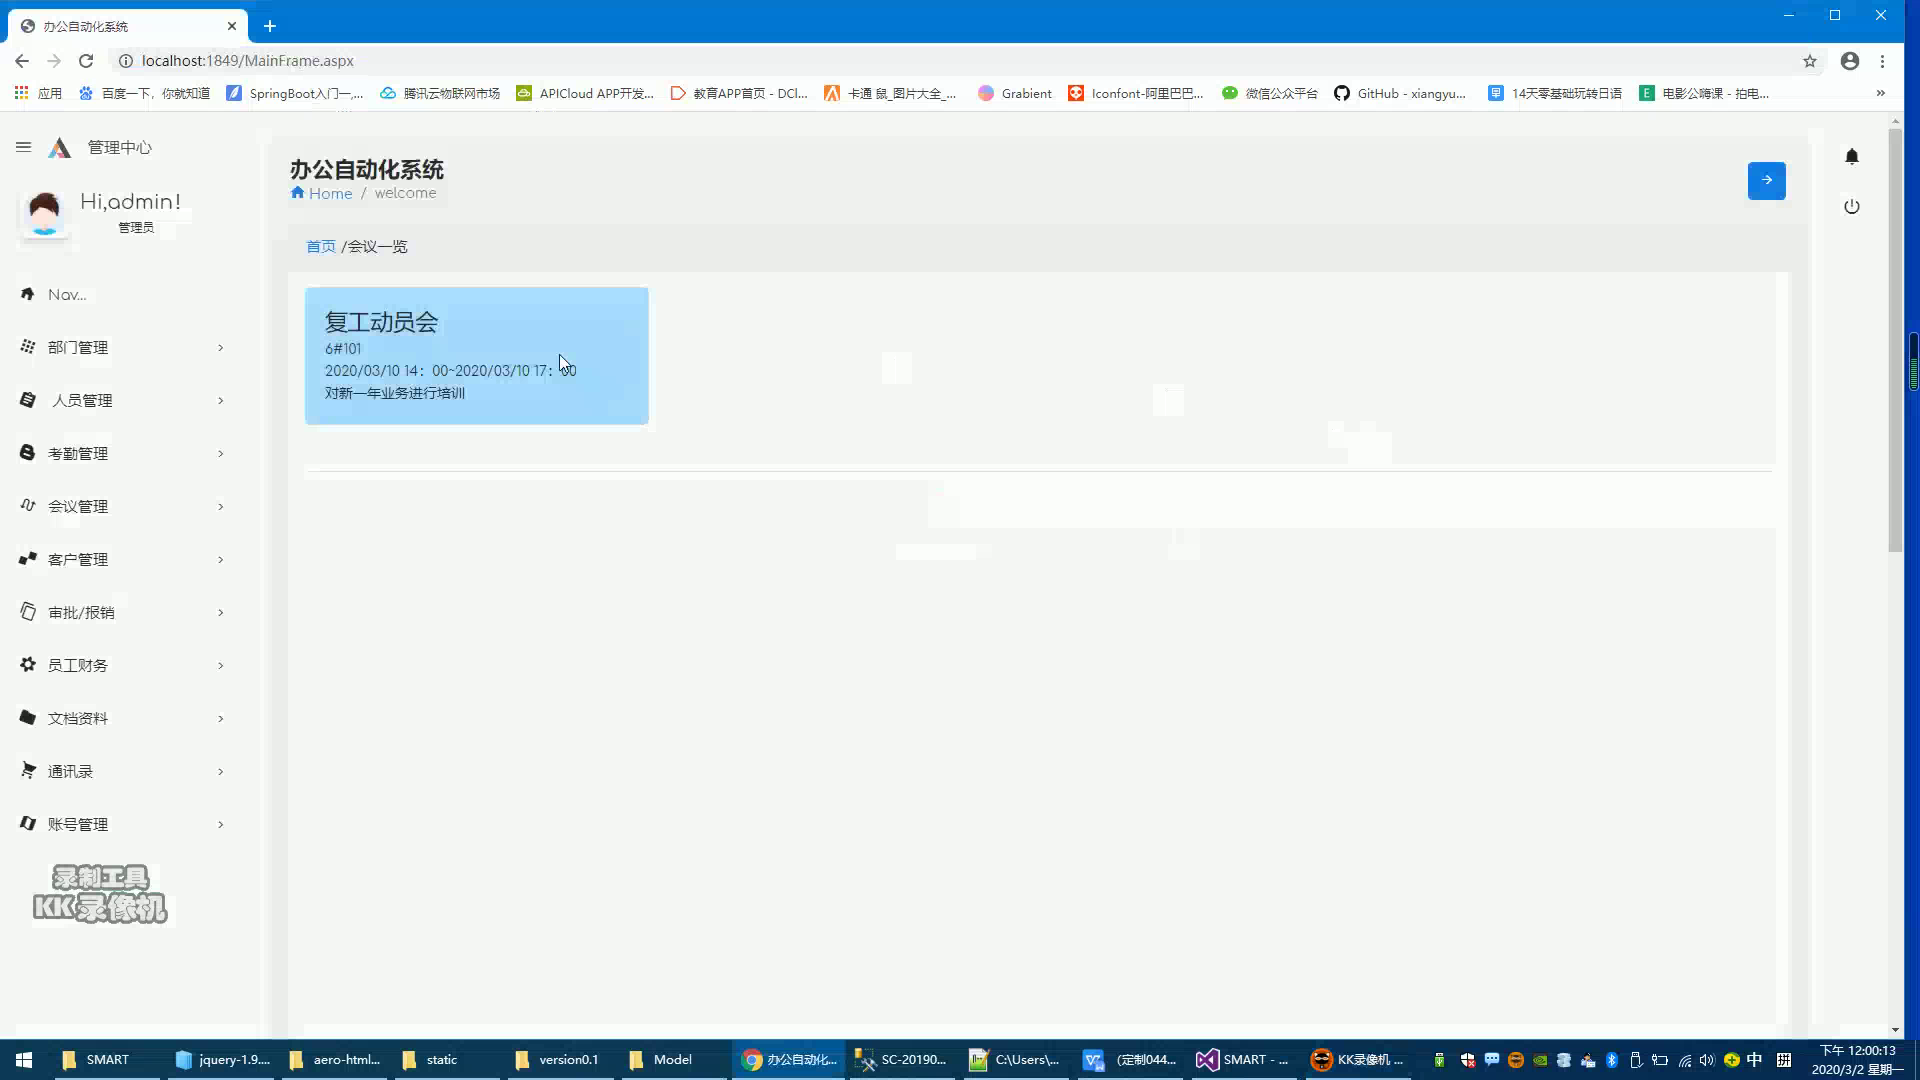 办公自动化系统
localhost:1849/MainFrame.aspx
应用
百度一下，你就知道
SpringBoot入门一,...
腾讯云物联网市场
APICloud APP开发...
教育APP首页 - DCl...
卡通 鼠_图片大全_...
Grabient
Iconfont-阿里巴巴...
微信公众平台
GitHub - xiangyu...
14天零基础玩转日语
电影公嗨课 - 拍电...
管理中心
Hi,admin!
管理员
Nav...
部门管理
人员管理
考勤管理
会议管理
客户管理
审批/报销
员工财务
文档资料
通讯录
账号管理
录制工具
KK录像机
办公自动化系统
Home / welcome
首页 /会议一览
复工动员会
6#101
2020/03/10 14：00~2020/03/10 17：00
对新一年业务进行培训
SMART
jquery-1.9....
aero-html...
static
version0.1
Model
办公自动化...
SC-20190...
C:\Users\...
(定制044...
SMART - ...
KK录像机 ...
中
拼
下午 12:00:13
2020/3/2 星期一